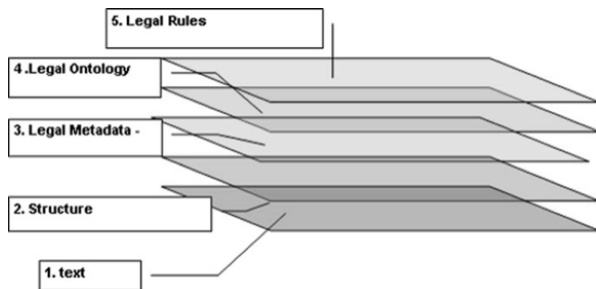 5. Legal Rules
4 .Legal Ontology
3. Legal Metadata -
2. Structure
1. text